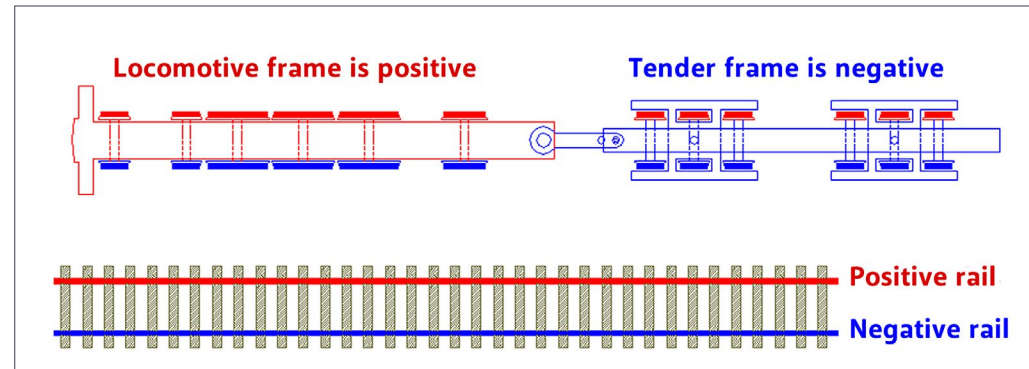 Locomotive frame is positive
Tender frame is negative
Positive rail
Negative rail